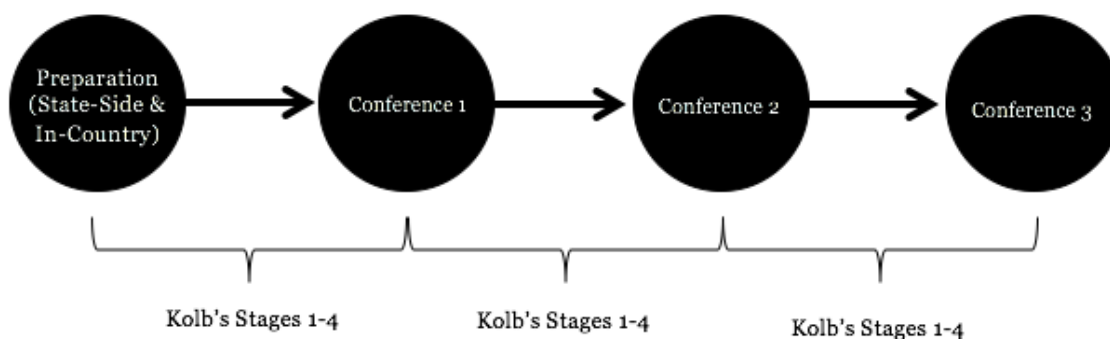 Preparation
(State-Side &
In-Country)
Conference 1
Conference 2
Conference 3
Kolb's Stages 1-4
Kolb's Stages 1-4
Kolb's Stages 1-4